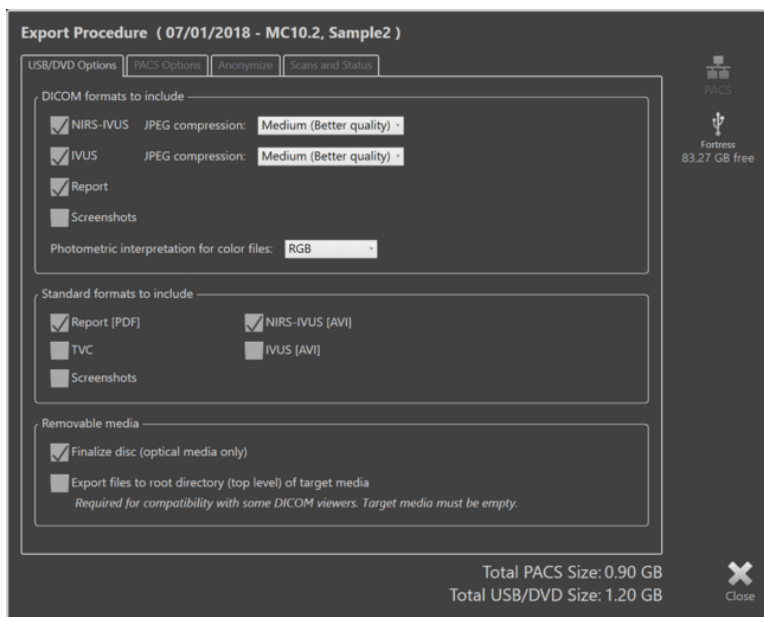 Export Procedure ( 07/01/2018 - MC10.2, Sample2 )
USB/DVD Options PACS Options Anonymize Scans and Status
PACS
Fortress
83.27 GB free
DICOM formats to include
NIRS-IVUS JPEG compression: Medium (Better quality)
IVUS JPEG compression: Medium (Better quality)
Report
Screenshots
Photometric interpretation for color files: RGB
Standard formats to include
Report [PDF] NIRS-IVUS [AVI]
TVC IVUS [AVI]
Screenshots
Removable media
Finalize disc (optical media only)
Export files to root directory (top level) of target media
Required for compatibility with some DICOM viewers. Target media must be empty.
Total PACS Size: 0.90 GB
Total USB/DVD Size: 1.20 GB
Close